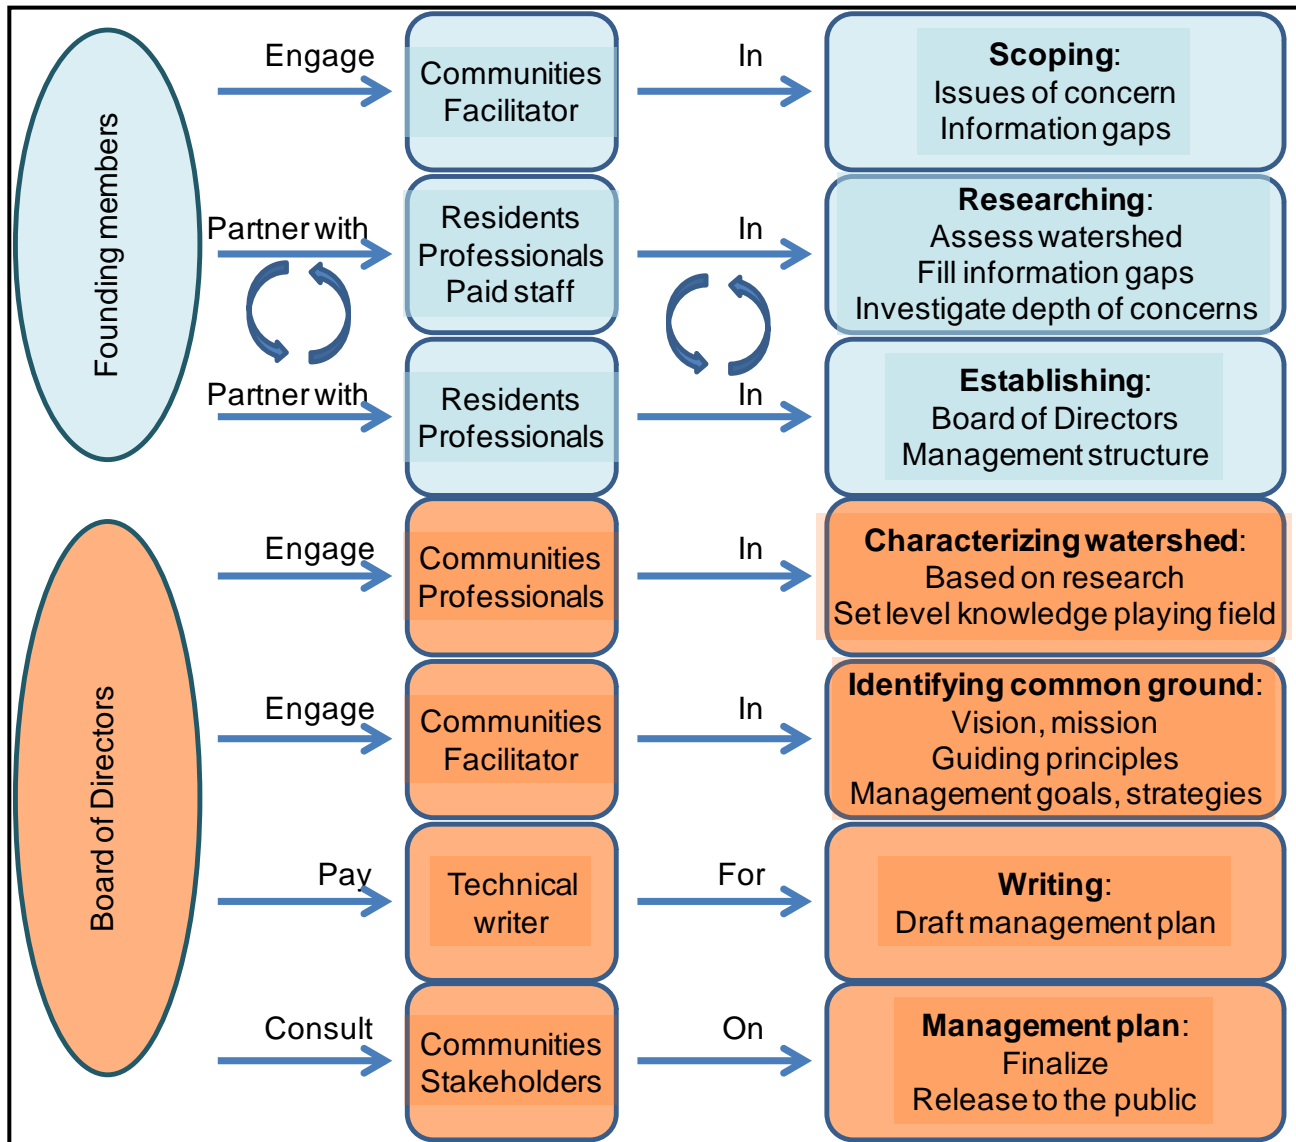 Founding members
Engage
Communities
Facilitator
In
Scoping:
Issues of concern
Information gaps
Partner with
Residents
Professionals
Paid staff
In
Researching:
Assess watershed
Fill information gaps
Investigate depth of concerns
Partner with
Residents
Professionals
In
Establishing:
Board of Directors
Management structure
Board of Directors
Engage
Communities
Professionals
In
Characterizing watershed:
Based on research
Set level knowledge playing field
Engage
Communities
Facilitator
In
Identifying common ground:
Vision, mission
Guiding principles
Management goals, strategies
Pay
Technical
writer
For
Writing:
Draft management plan
Consult
Communities
Stakeholders
On
Management plan:
Finalize
Release to the public